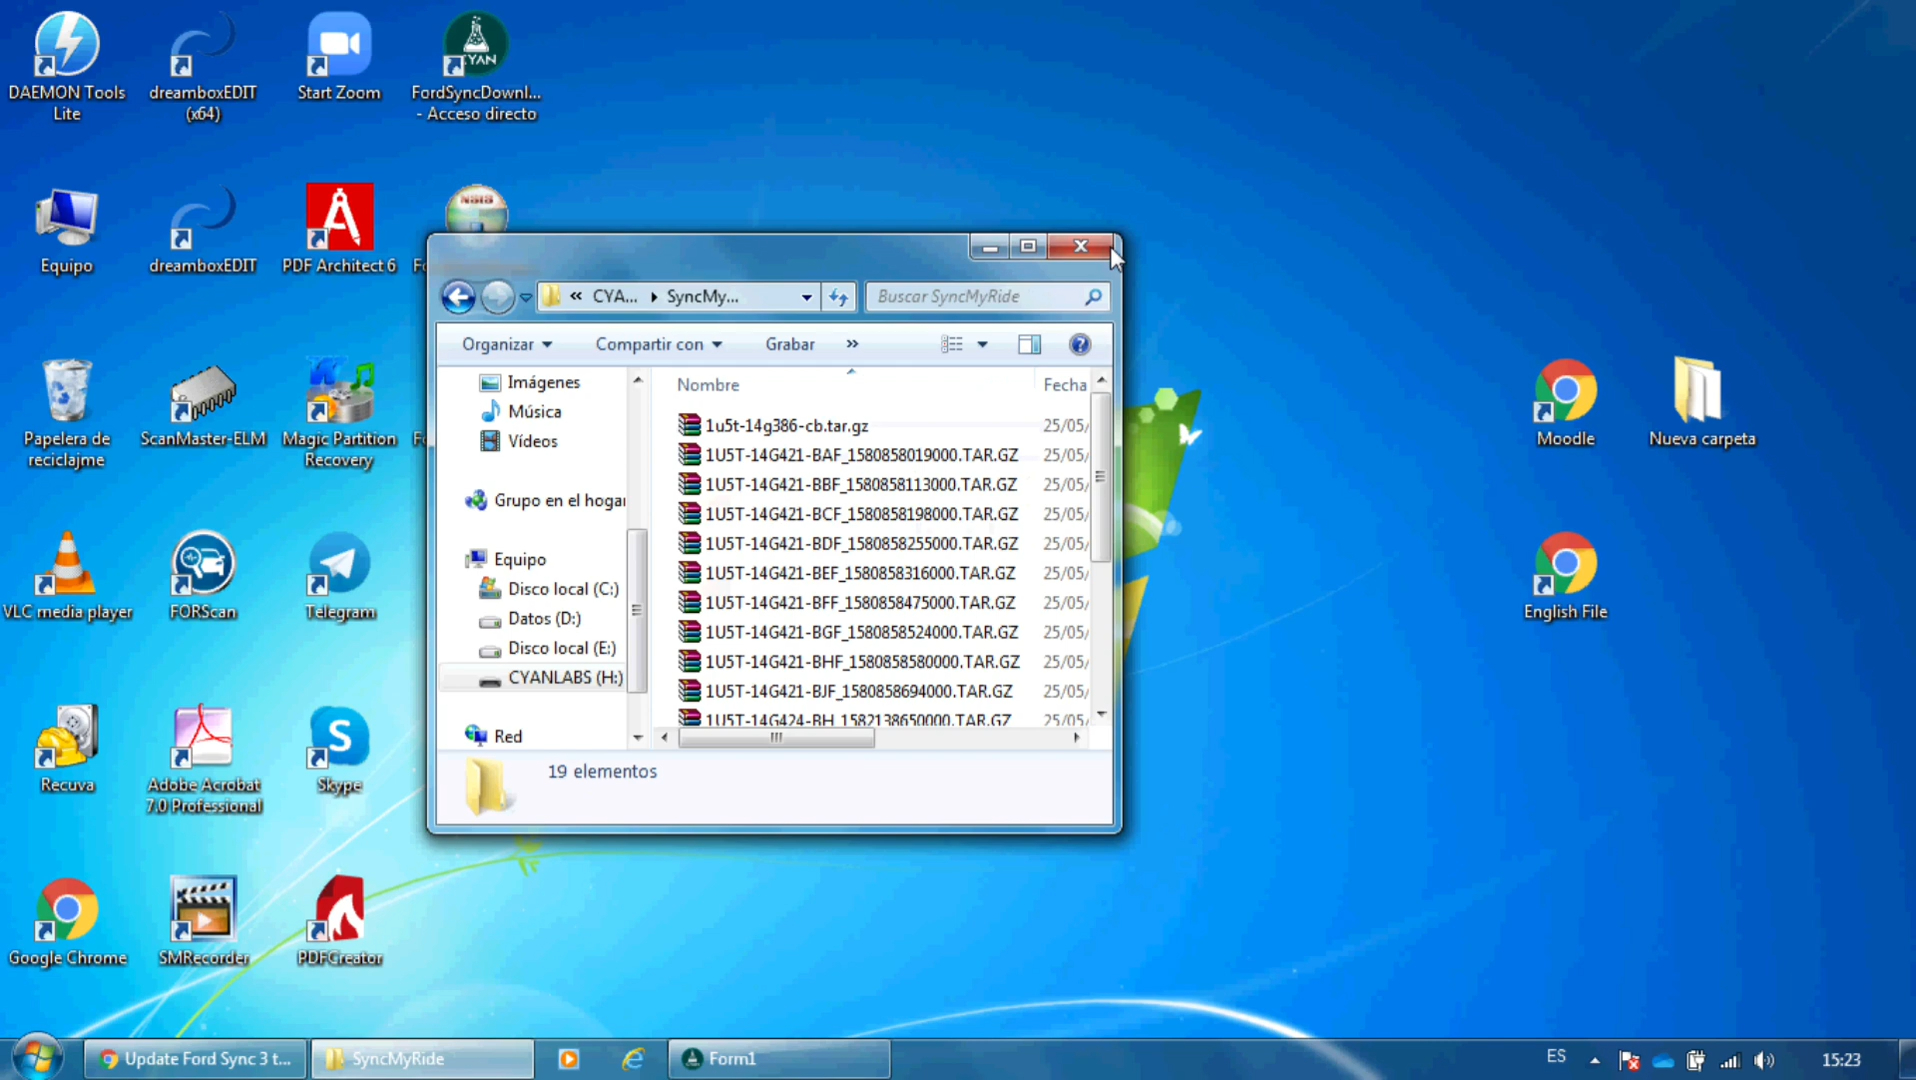 DAEMON Tools
Lite
dreamboxEDIT
(x64)
Start Zoom
CYAN
FordSyncDownl...
- Acceso directo
Equipo
dreamboxEDIT
PDF Architect 6
Papelera de
reciclajme
ScanMaster-ELM
Magic Partition
Recovery
VLC media player
FORScan
Telegram
Recuva
Adobe Acrobat
7.0 Professional
Skype
Google Chrome
SMRecorder
PDFCreator
« CYA... SyncMy...
Buscar SyncMyRide
Organizar Compartir con Grabar »
Imágenes
Música
Vídeos
Grupo en el hogar
Equipo
Disco local (C:)
Datos (D:)
Disco local (E:)
CYANLABS (H:)
Red
Nombre Fecha
1u5t-14g386-cb.tar.gz 25/05/
1U5T-14G421-BAF_1580858019000.TAR.GZ 25/05/
1U5T-14G421-BBF_1580858113000.TAR.GZ 25/05/
1U5T-14G421-BCF_1580858198000.TAR.GZ 25/05/
1U5T-14G421-BDF_1580858255000.TAR.GZ 25/05/
1U5T-14G421-BEF_1580858316000.TAR.GZ 25/05/
1U5T-14G421-BFF_1580858475000.TAR.GZ 25/05/
1U5T-14G421-BGF_1580858524000.TAR.GZ 25/05/
1U5T-14G421-BHF_1580858580000.TAR.GZ 25/05/
1U5T-14G421-BJF_1580858694000.TAR.GZ 25/05/
1U5T-14G424-BH_1582138650000.TAR.GZ 25/05/
19 elementos
Moodle
Nueva carpeta
English File
Update Ford Sync 3 t...
SyncMyRide
Form1
ES
15:23